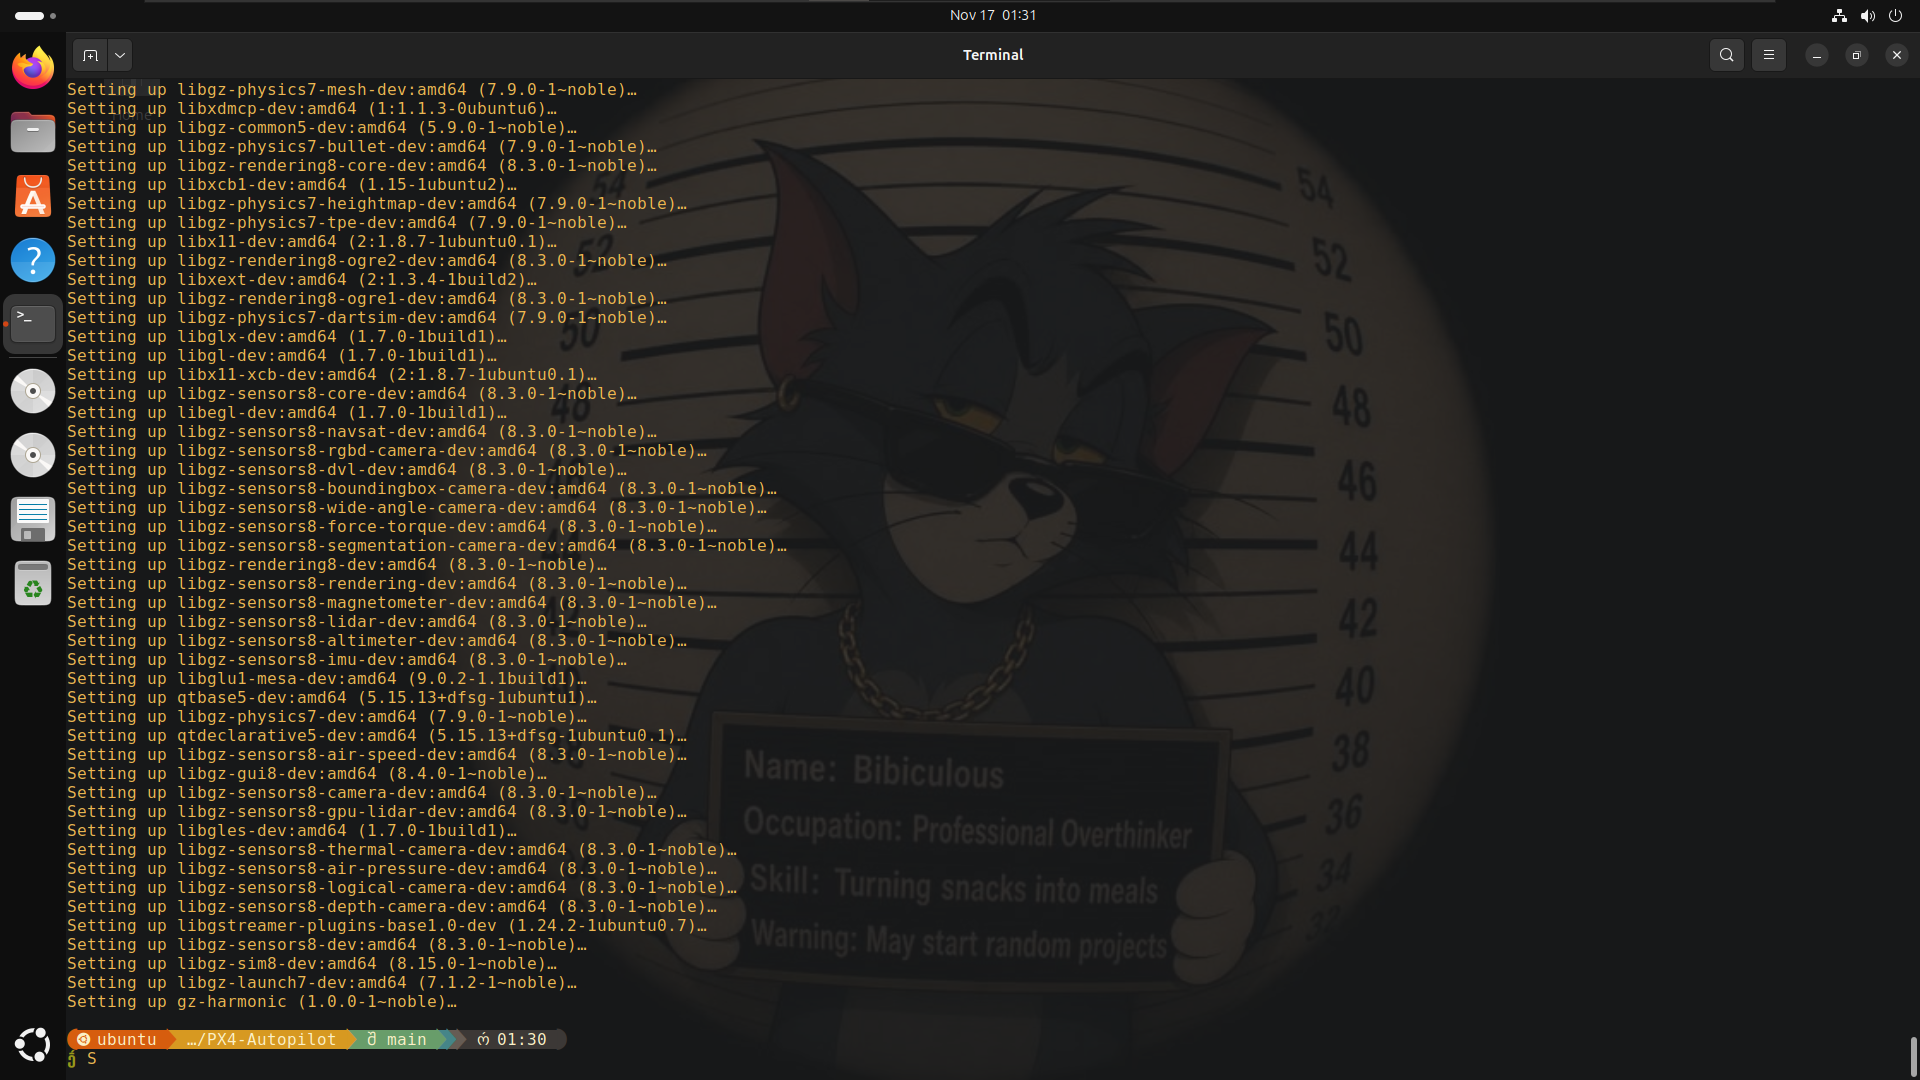 Nov 17 01:31
Terminal
Setting up libgz-physics7-mesh-dev:amd64 (7.9.0-1~noble)…
Setting up libxdmcp-dev:amd64 (1:1.1.3-0ubuntu6)…
Home
Setting up libgz-common5-dev:amd64 (5.9.0-1~noble)…
Setting up libgz-physics7-bullet-dev:amd64 (7.9.0-1~noble)…
Setting up libgz-rendering8-core-dev:amd64 (8.3.0-1~noble)…
Setting up libxcb1-dev:amd64 (1.15-1ubuntu2)…
Setting up libgz-physics7-heightmap-dev:amd64 (7.9.0-1~noble)…
Setting up libgz-physics7-tpe-dev:amd64 (7.9.0-1~noble)…
Setting up libx11-dev:amd64 (2:1.8.7-1ubuntu0.1)…
Setting up libgz-rendering8-ogre2-dev:amd64 (8.3.0-1~noble)…
Setting up libxext-dev:amd64 (2:1.3.4-1build2)…
Setting up libgz-rendering8-ogre1-dev:amd64 (8.3.0-1~noble)…
Setting up libgz-physics7-dartsim-dev:amd64 (7.9.0-1~noble)…
Setting up libglx-dev:amd64 (1.7.0-1build1)…
Setting up libgl-dev:amd64 (1.7.0-1build1)…
Setting up libx11-xcb-dev:amd64 (2:1.8.7-1ubuntu0.1)…
Setting up libgz-sensors8-core-dev:amd64 (8.3.0-1~noble)…
Setting up libegl-dev:amd64 (1.7.0-1build1)…
Setting up libgz-sensors8-navsat-dev:amd64 (8.3.0-1~noble)…
Setting up libgz-sensors8-rgbd-camera-dev:amd64 (8.3.0-1~noble)…
Setting up libgz-sensors8-dvl-dev:amd64 (8.3.0-1~noble)…
Setting up libgz-sensors8-boundingbox-camera-dev:amd64 (8.3.0-1~noble)…
Setting up libgz-sensors8-wide-angle-camera-dev:amd64 (8.3.0-1~noble)…
Setting up libgz-sensors8-force-torque-dev:amd64 (8.3.0-1~noble)…
Setting up libgz-sensors8-segmentation-camera-dev:amd64 (8.3.0-1~noble)…
Setting up libgz-rendering8-dev:amd64 (8.3.0-1~noble)…
Setting up libgz-sensors8-rendering-dev:amd64 (8.3.0-1~noble)…
Setting up libgz-sensors8-magnetometer-dev:amd64 (8.3.0-1~noble)…
Setting up libgz-sensors8-lidar-dev:amd64 (8.3.0-1~noble)…
Setting up libgz-sensors8-altimeter-dev:amd64 (8.3.0-1~noble)…
Setting up libgz-sensors8-imu-dev:amd64 (8.3.0-1~noble)…
Setting up libglu1-mesa-dev:amd64 (9.0.2-1.1build1)…
Setting up qtbase5-dev:amd64 (5.15.13+dfsg-1ubuntu1)…
Setting up libgz-physics7-dev:amd64 (7.9.0-1~noble)…
Setting up qtdeclarative5-dev:amd64 (5.15.13+dfsg-1ubuntu0.1)…
Setting up libgz-sensors8-air-speed-dev:amd64 (8.3.0-1~noble)…
Setting up libgz-gui8-dev:amd64 (8.4.0-1~noble)…
Setting up libgz-sensors8-camera-dev:amd64 (8.3.0-1~noble)…
Setting up libgz-sensors8-gpu-lidar-dev:amd64 (8.3.0-1~noble)…
Setting up libgles-dev:amd64 (1.7.0-1build1)…
Setting up libgz-sensors8-thermal-camera-dev:amd64 (8.3.0-1~noble)…
Setting up libgz-sensors8-air-pressure-dev:amd64 (8.3.0-1~noble)…
Setting up libgz-sensors8-logical-camera-dev:amd64 (8.3.0-1~noble)…
Setting up libgz-sensors8-depth-camera-dev:amd64 (8.3.0-1~noble)…
Setting up libgstreamer-plugins-base1.0-dev (1.24.2-1ubuntu0.7)…
Setting up libgz-sensors8-dev:amd64 (8.3.0-1~noble)…
Setting up libgz-sim8-dev:amd64 (8.15.0-1~noble)…
Setting up libgz-launch7-dev:amd64 (7.1.2-1~noble)…
Setting up gz-harmonic (1.0.0-1~noble)…
ubuntu …/PX4-Autopilot main 01:30
S
54 54
52 52
50 50
48 48
46 46
44 44
42 42
40
38
36
34
Name: Bibiculous
Occupation: Professional Overthinker
Skill: Turning snacks into meals
Warning: May start random projects